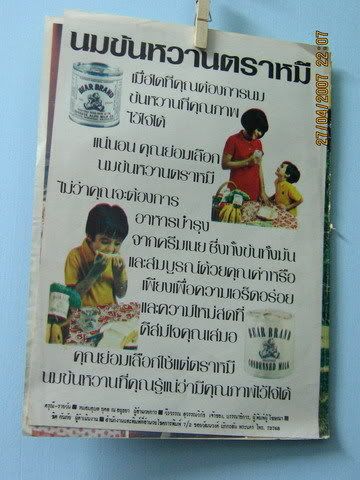 นมข้นหวานตราหมี
BEAR BRAND
เมื่อใดที่คุณต้องการนม
ข้นหวานที่คุณภาพ
ไว้ใจได้
แน่นอน คุณย่อมเลือก
นมข้นหวานตราหมี
ไม่ว่าคุณจะต้องการ
อาหารบำรุง
จากครีมเนย ซึ่งทั้งข้นทั้งมัน
และสมบูรณ์ด้วยคุณค่าหรือ
เพียงเพื่อความเอร็ดอร่อย
และความใหม่สดที่
ดีสมใจคุณเสมอ
BEAR BRAND
CONDENSED MILK
คุณย่อมเลือกใช้แต่ตราหมี
นมข้นหวานที่คุณรู้แน่ว่ามีคุณภาพไว้ใจได้
27/04/2007 22:07